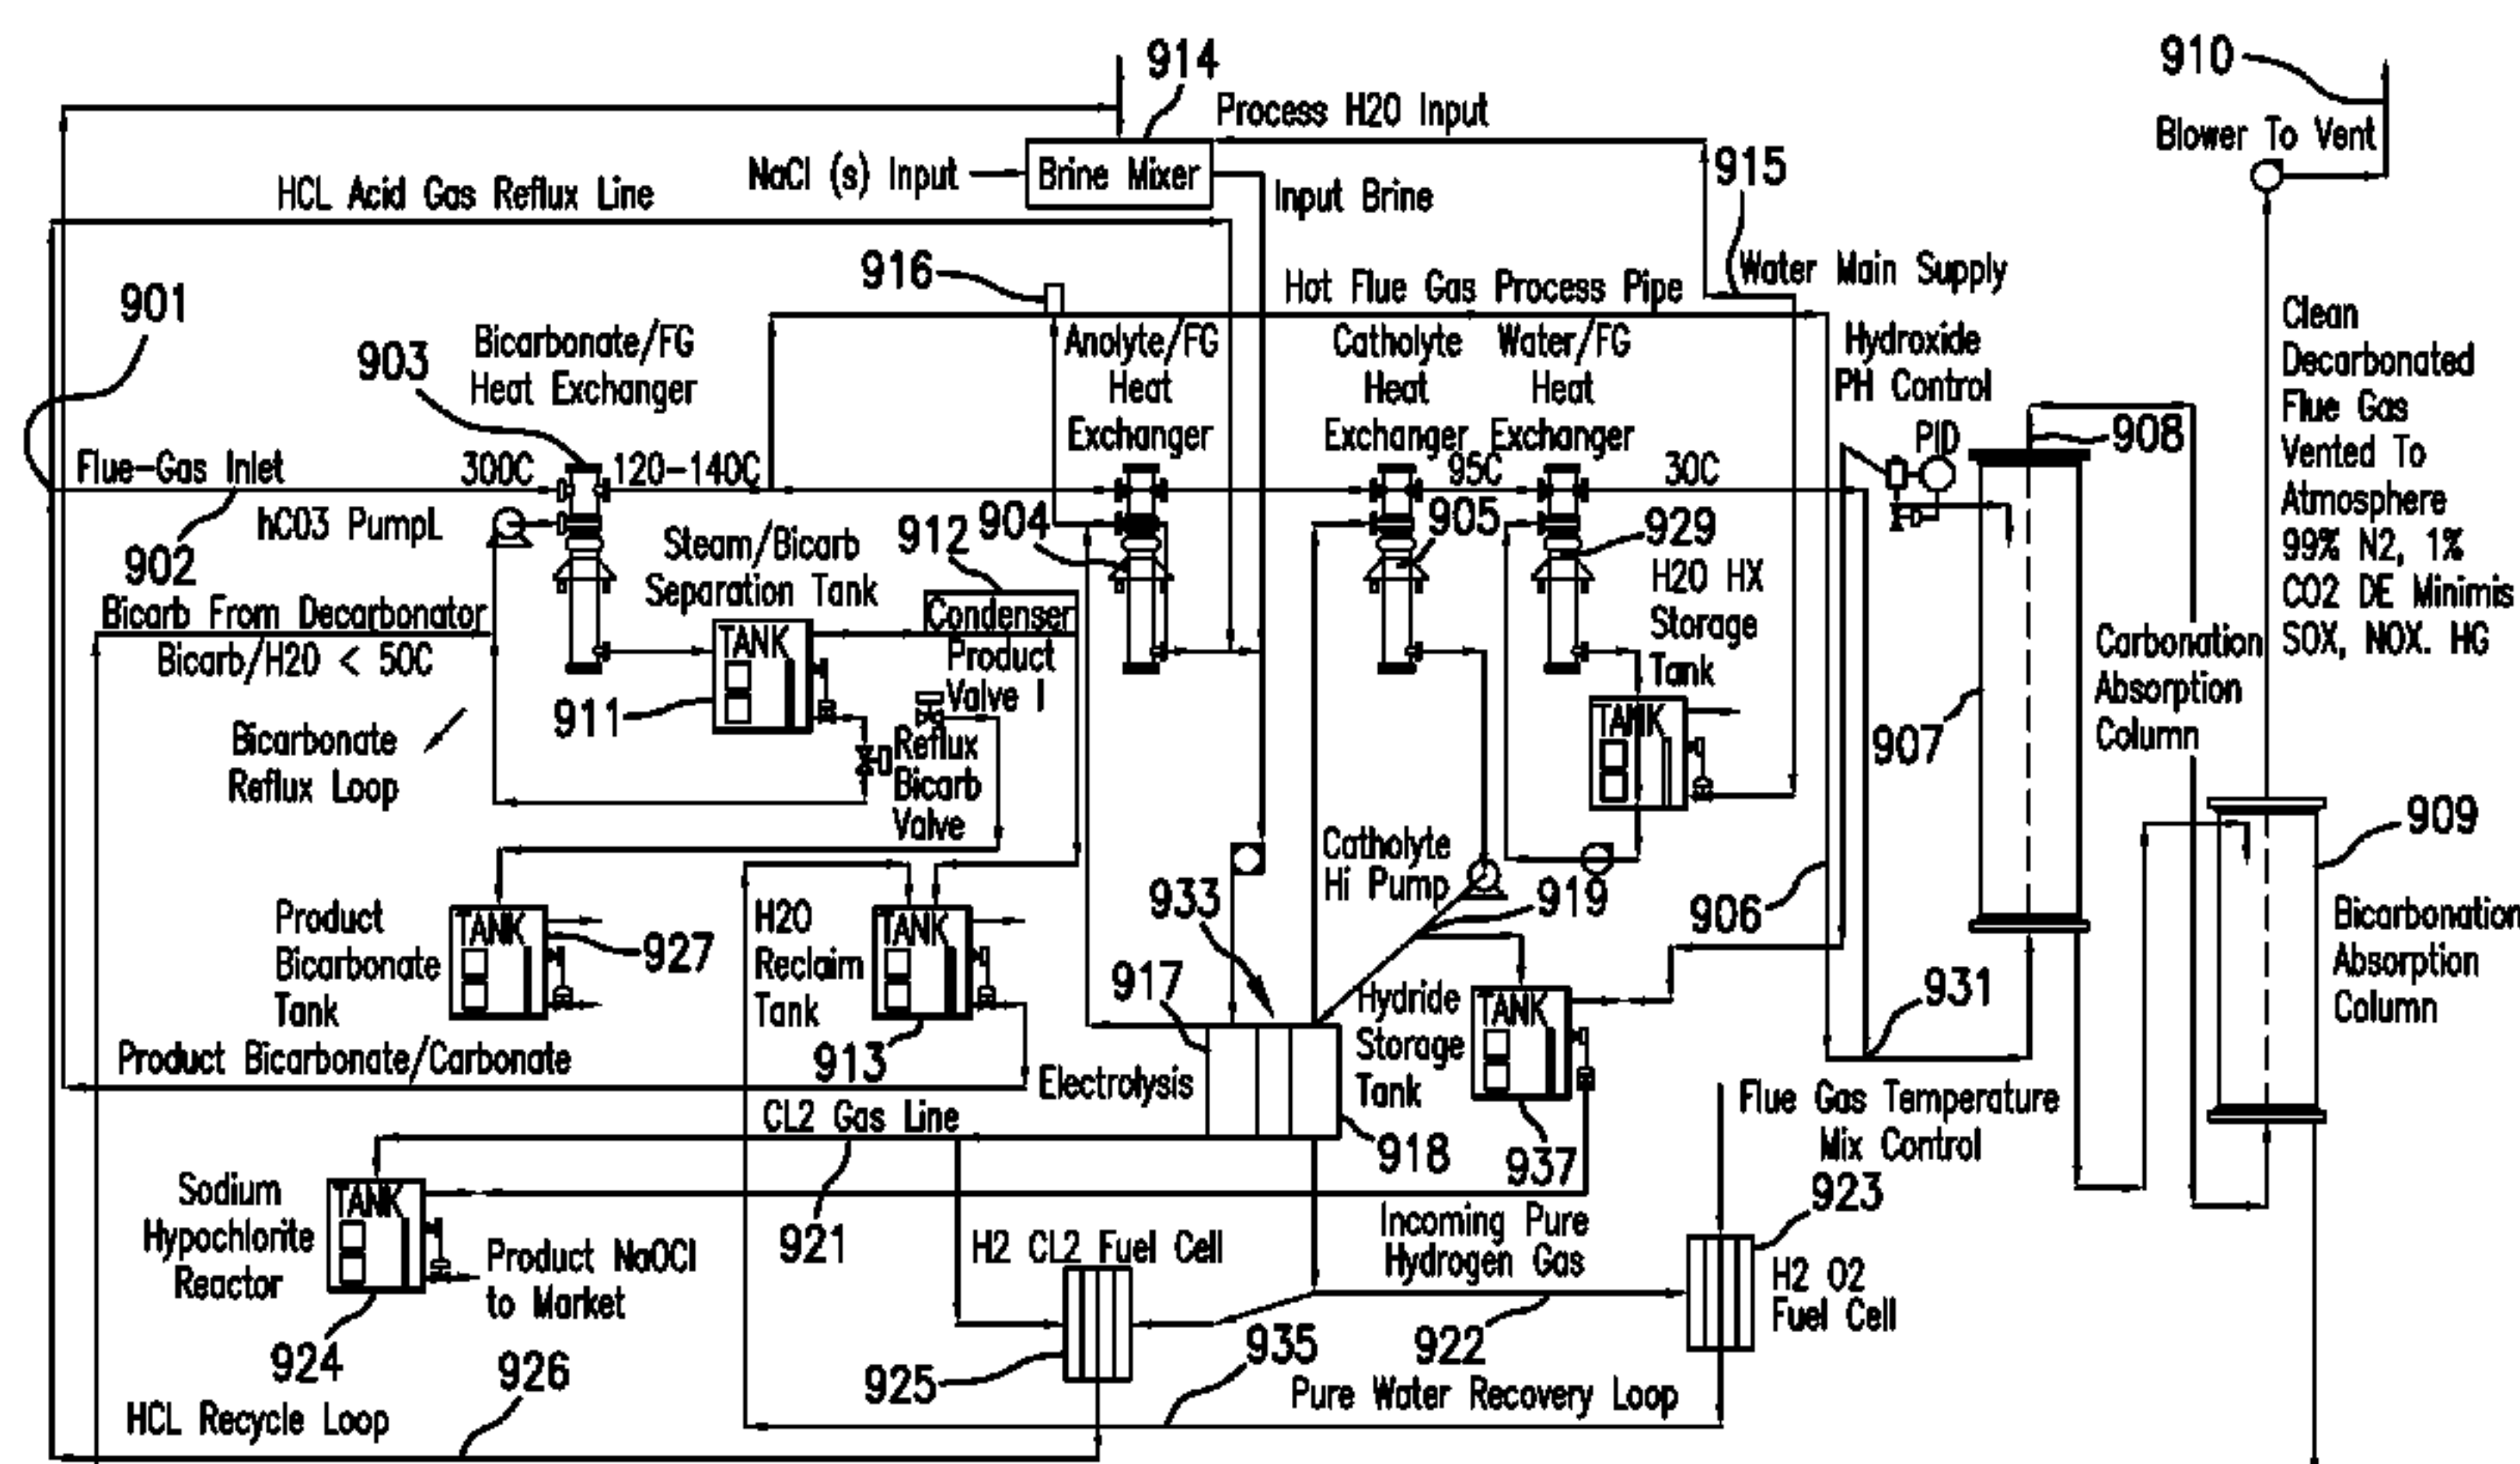 914
910
Process H2O Input
Blower To Vent
NaCl (s) Input
Brine Mixer
915
HCL Acid Gas Reflux Line
Input Brine
916
Water Main Supply
901
Hot Flue Gas Process Pipe
903
Bicarbonate/FG
Heat Exchanger
Anolyte/FG
Heat
Exchanger
Catholyte
Heat
Exchanger
Water/FG
Heat
Exchanger
Hydroxide
PH Control
PID
908
Clean
Decarbonated
Flue Gas
Vented To
Atmosphere
99% N2, 1%
CO2 DE Minimis
SOX, NOX. HG
Flue-Gas Inlet
300C
120-140C
95C
30C
hCO3 PumpL
902
Steam/Bicarb
Separation Tank
912
904
905
929
H2O HX
Storage
Tank
Bicarb From Decarbonator
Bicarb/H2O < 50C
TANK
Condenser
Product
Valve 1
911
Carbonation
Absorption
Column
907
TANK
Bicarbonate
Reflux Loop
Reflux
Bicarb
Valve
909
Catholyte
Hi Pump
933
919
906
Product
Bicarbonate
Tank
TANK
927
H2O
Reclaim
Tank
TANK
917
Hydride
Storage
Tank
TANK
931
Bicarbonation
Absorption
Column
Product Bicarbonate/Carbonate
913
Electrolysis
CL2 Gas Line
918
937
Flue Gas Temperature
Mix Control
923
Sodium
Hypochlorite
Reactor
TANK
921
H2 CL2 Fuel Cell
Incoming Pure
Hydrogen Gas
Product NaOCl
to Market
H2 O2
Fuel Cell
924
926
925
935
922
Pure Water Recovery Loop
HCL Recycle Loop